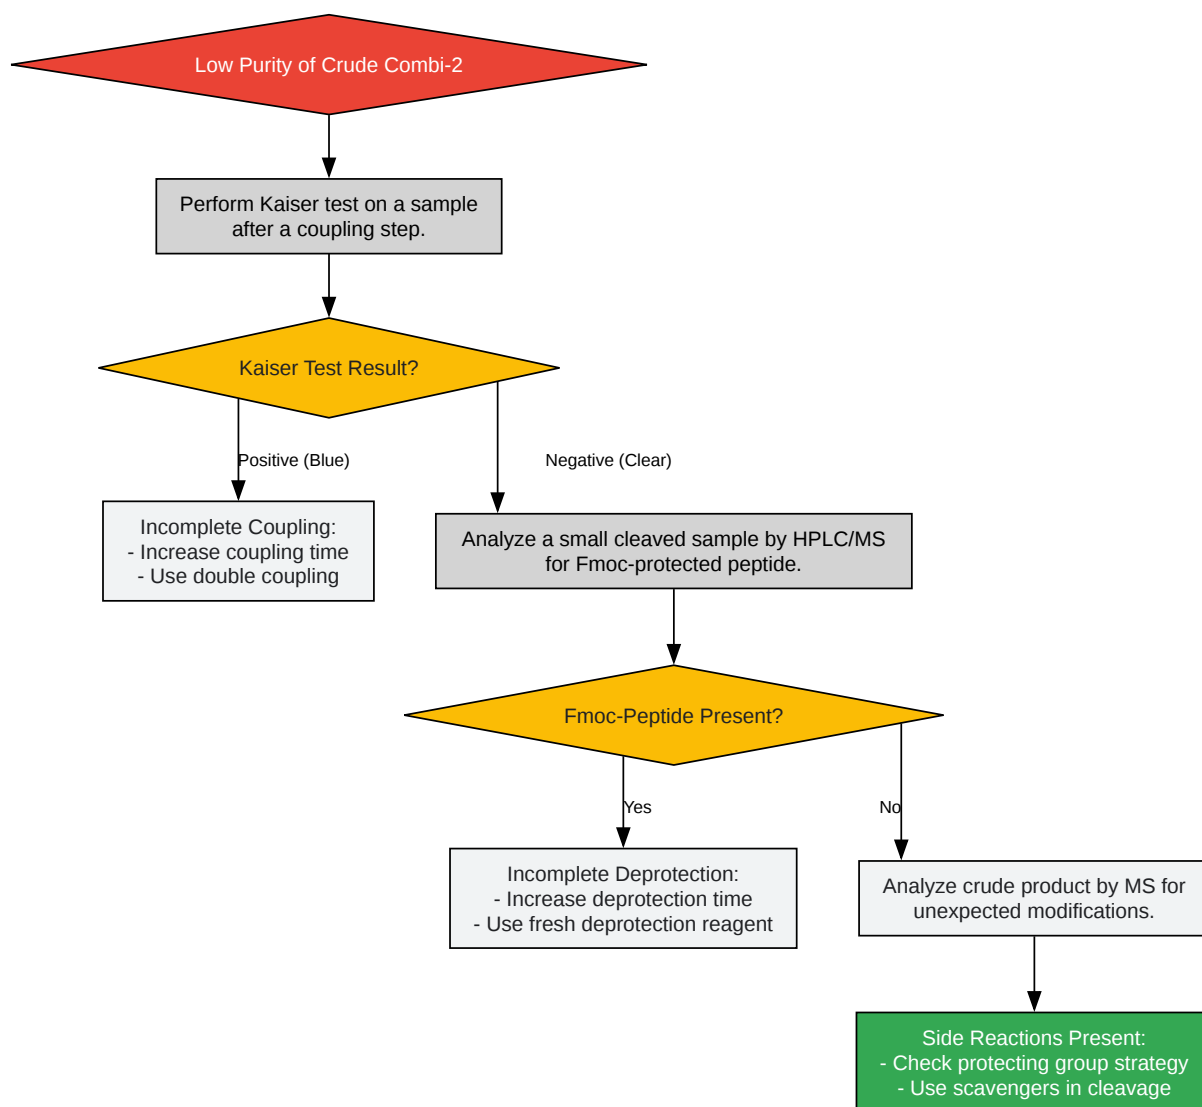 Low Purity of Crude Combi-2
Perform Kaiser test on a sample
after a coupling step.
Kaiser Test Result?
Positive (Blue)
Negative (Clear)
Incomplete Coupling:
- Increase coupling time
- Use double coupling
Analyze a small cleaved sample by HPLC/MS
for Fmoc-protected peptide.
Fmoc-Peptide Present?
Yes
No
Incomplete Deprotection:
- Increase deprotection time
- Use fresh deprotection reagent
Analyze crude product by MS for
unexpected modifications.
Side Reactions Present:
- Check protecting group strategy
- Use scavengers in cleavage